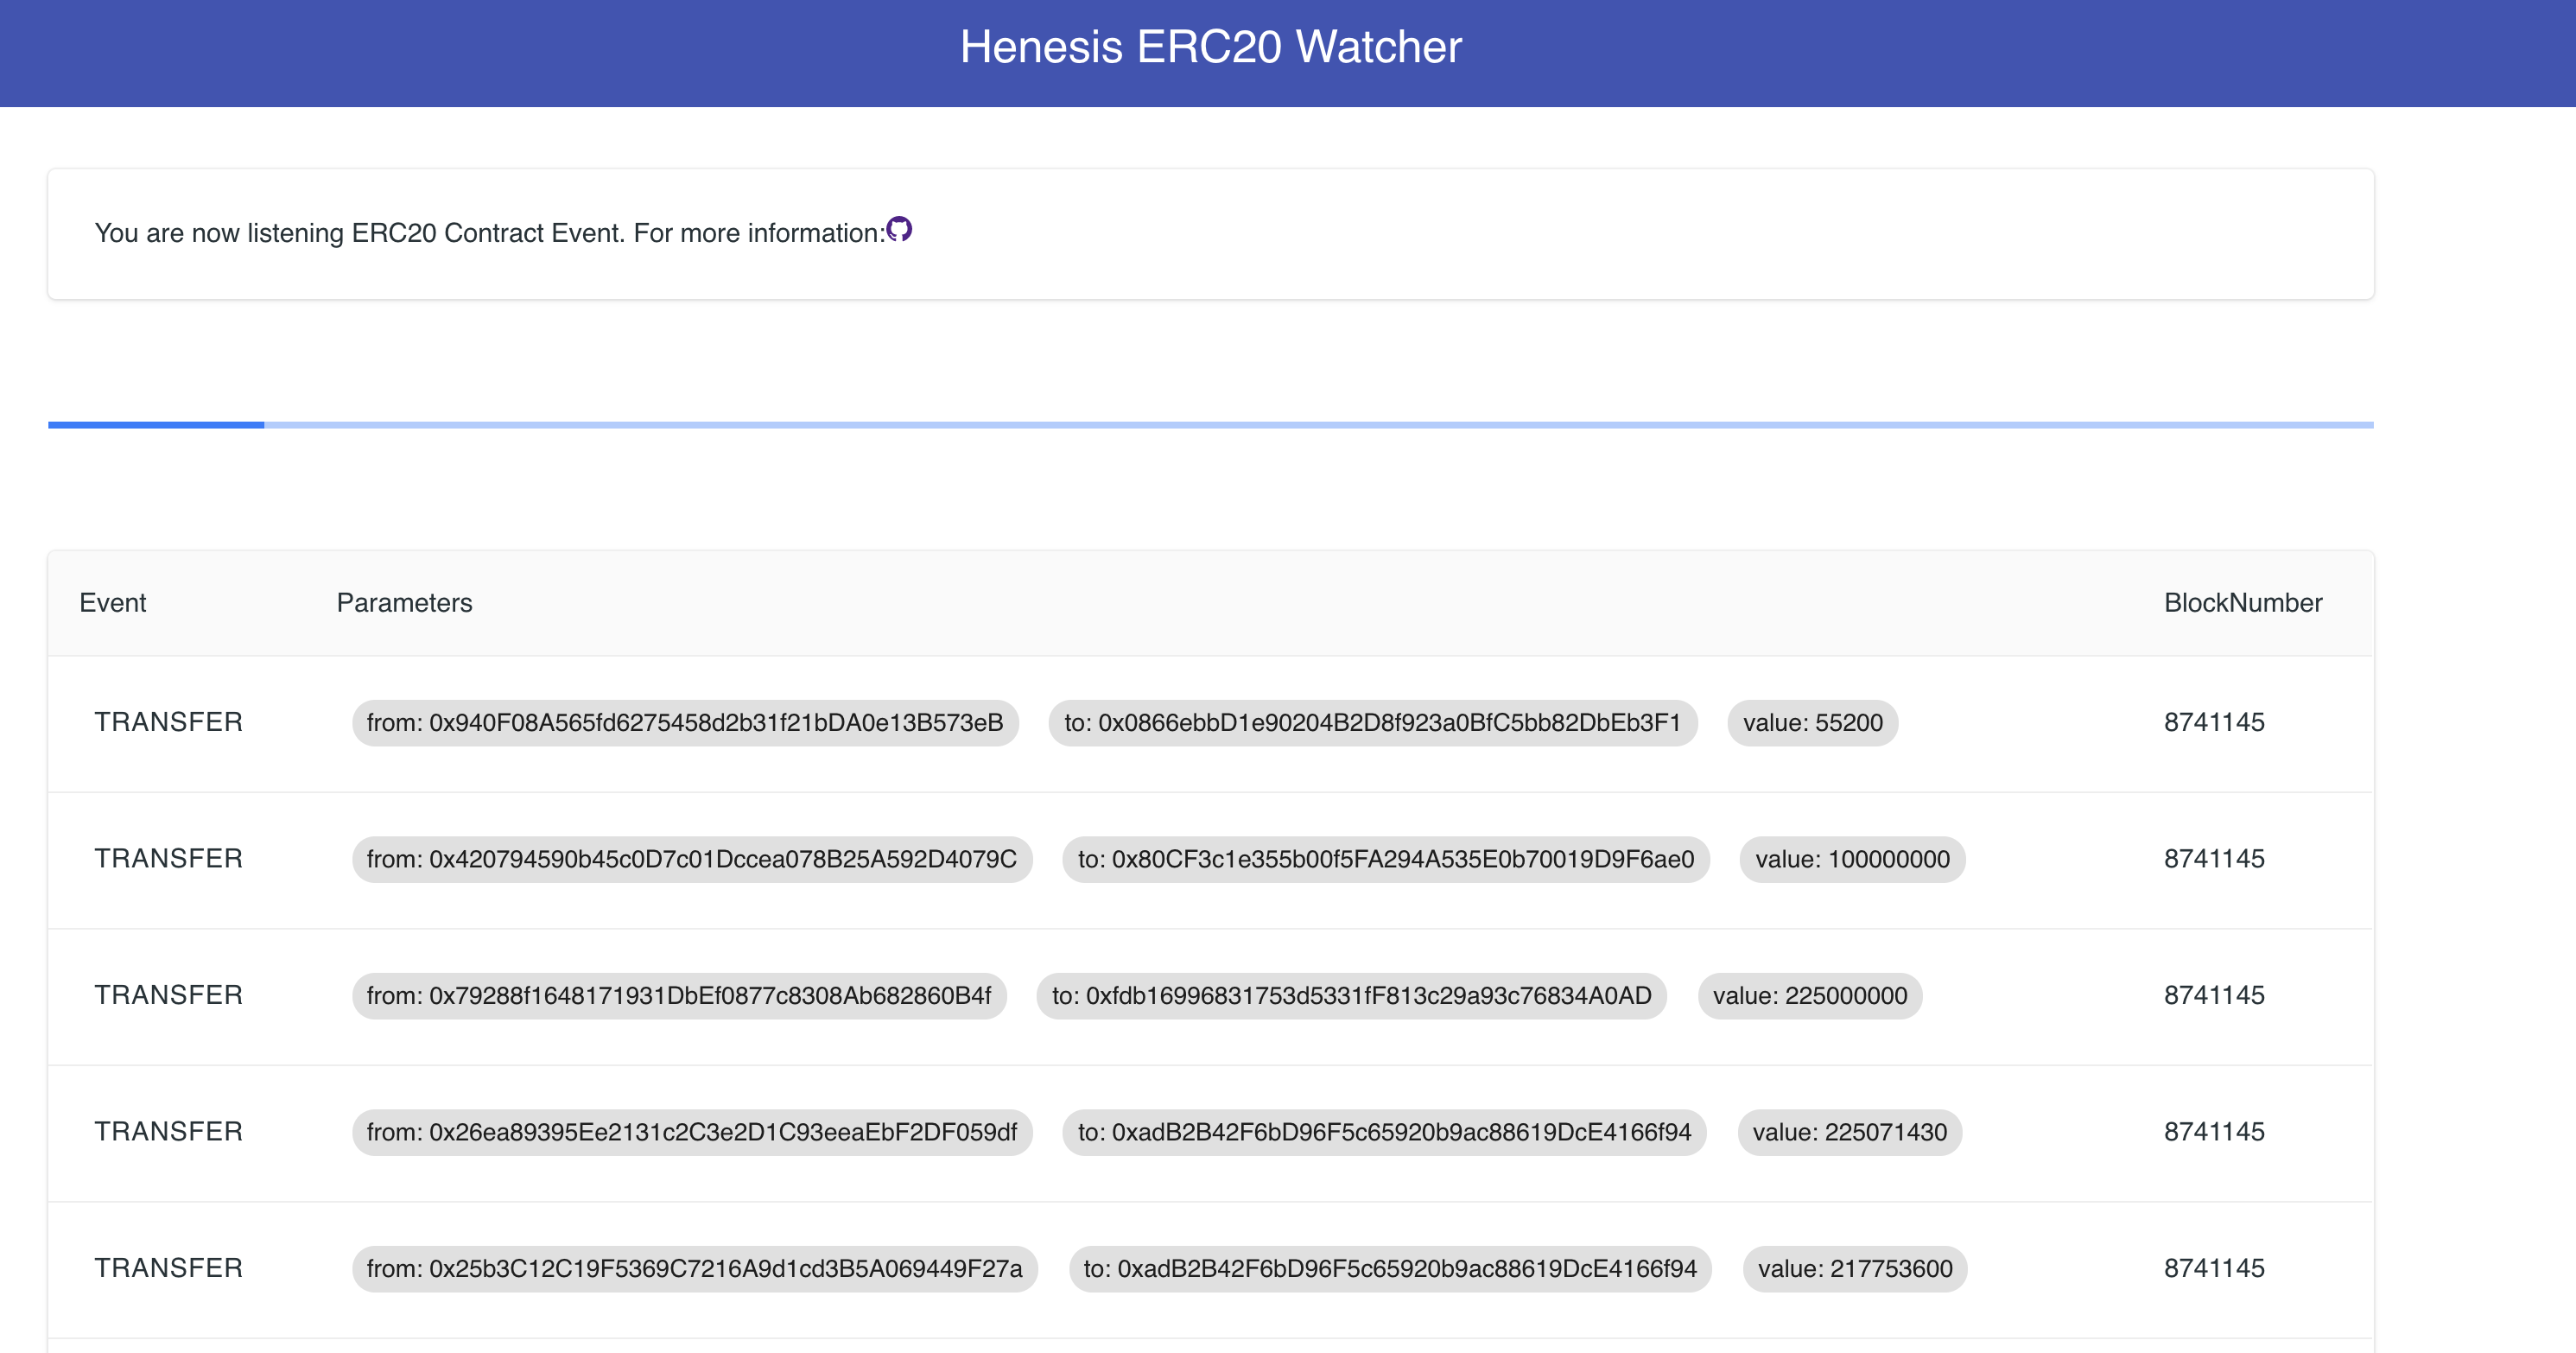 Henesis ERC20 Watcher
You are now listening ERC20 Contract Event. For more information:
Event Parameters BlockNumber
TRANSFER from: 0x940F08A565fd6275458d2b31f21bDA0e13B573eB to: 0x0866ebbD1e90204B2D8f923a0BfC5bb82DbEb3F1 value: 55200 8741145
TRANSFER from: 0x420794590b45c0D7c01Dccea078B25A592D4079C to: 0x80CF3c1e355b00f5FA294A535E0b70019D9F6ae0 value: 100000000 8741145
TRANSFER from: 0x79288f1648171931DbEf0877c8308Ab682860B4f to: 0xfdb16996831753d5331fF813c29a93c76834A0AD value: 225000000 8741145
TRANSFER from: 0x26ea89395Ee2131c2C3e2D1C93eeaEbF2DF059df to: 0xadB2B42F6bD96F5c65920b9ac88619DcE4166f94 value: 225071430 8741145
TRANSFER from: 0x25b3C12C19F5369C7216A9d1cd3B5A069449F27a to: 0xadB2B42F6bD96F5c65920b9ac88619DcE4166f94 value: 217753600 8741145